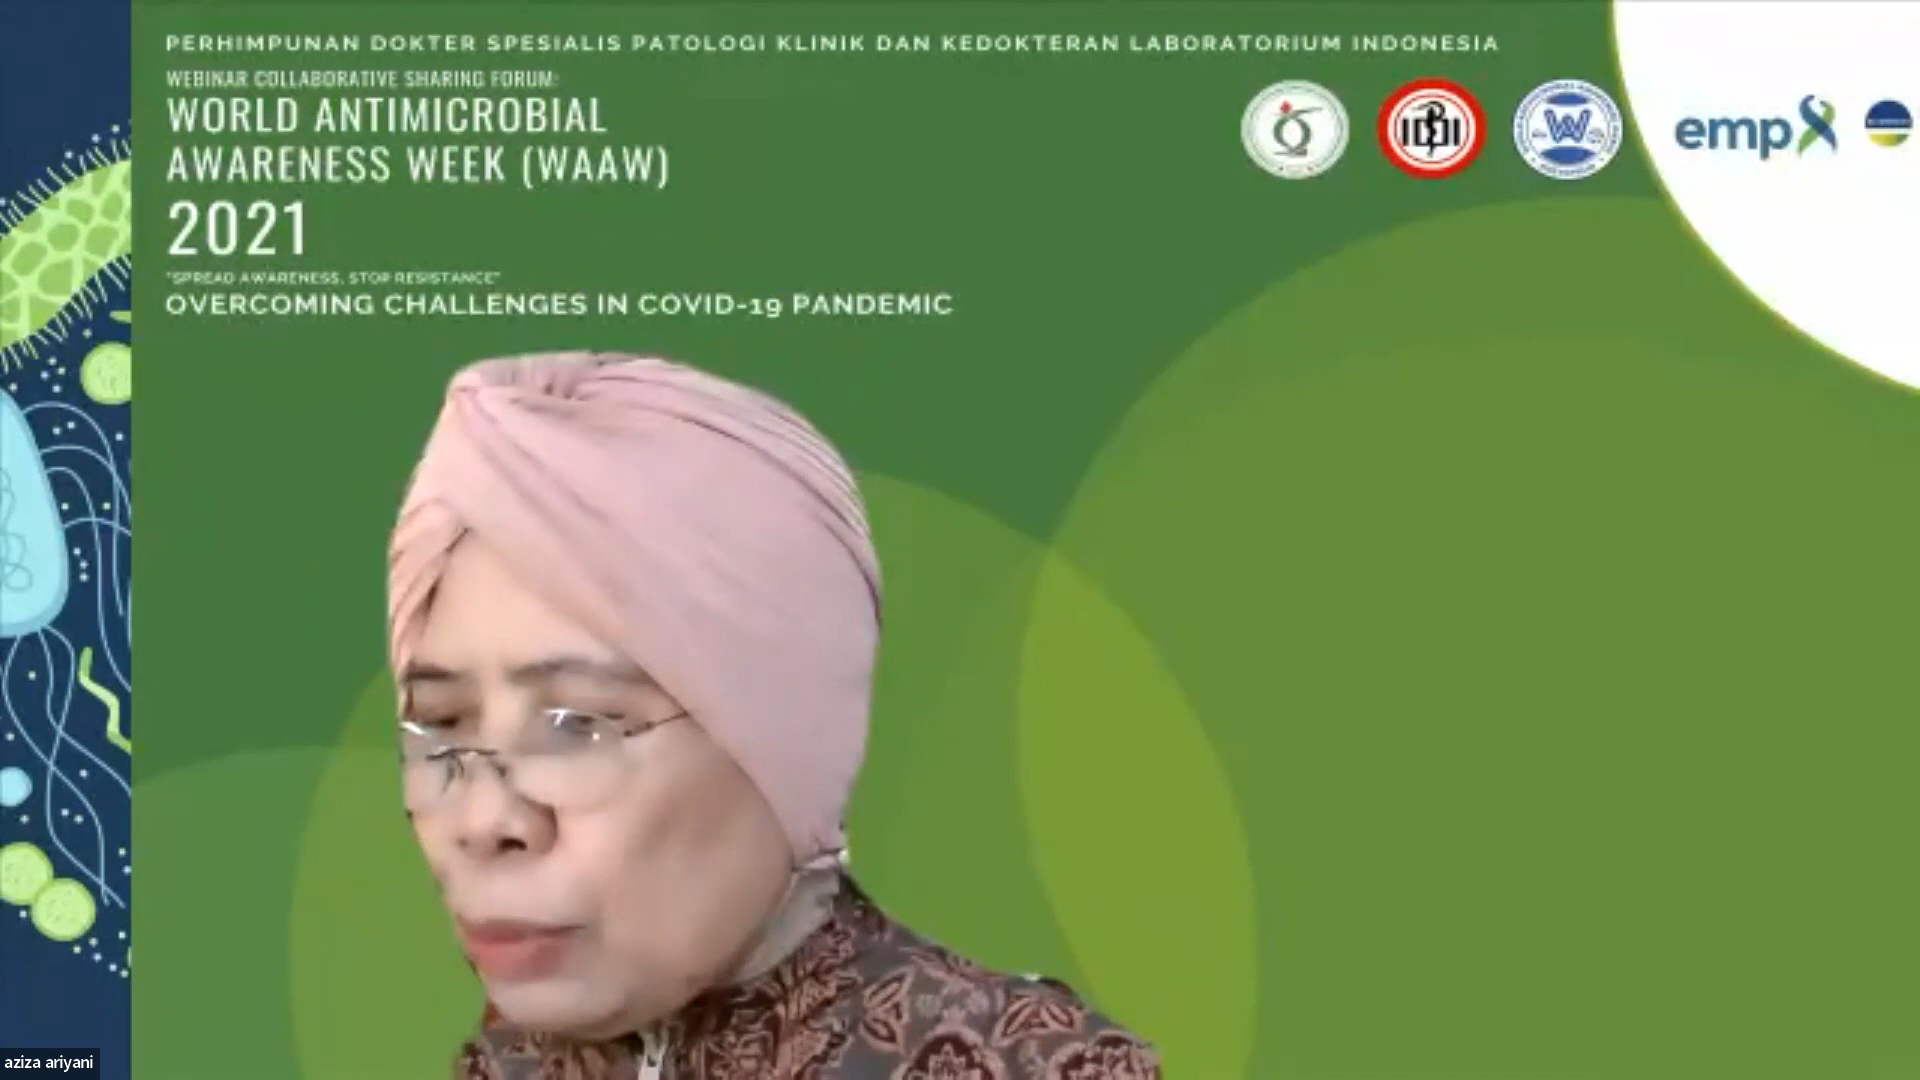 PERHIMPUNAN DOKTER SPESIALIS PATOLOGI KLINIK DAN KEDOKTERAN LABORATORIUM INDONESIA
WEBINAR COLLABORATIVE SHARING FORUM:
WORLD ANTIMICROBIAL
AWARENESS WEEK (WAAW)
2021
"SPREAD AWARENESS, STOP RESISTANCE"
OVERCOMING CHALLENGES IN COVID-19 PANDEMIC
IDI
W
emp
aziza ariyani